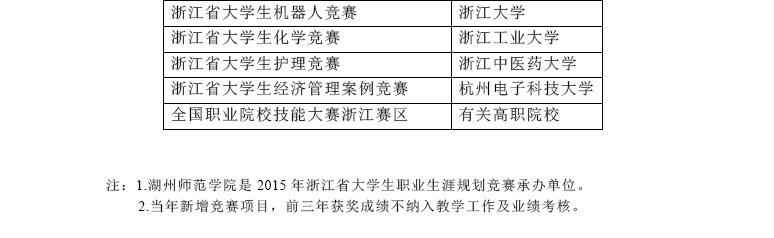 浙江省大学生机器人竞赛 浙江大学
浙江省大学生化学竞赛 浙江工业大学
浙江省大学生护理竞赛 浙江中医药大学
浙江省大学生经济管理案例竞赛 杭州电子科技大学
全国职业院校技能大赛浙江赛区 有关高职院校
注：1.湖州师范学院是 2015 年浙江省大学生职业生涯规划竞赛承办单位。
2.当年新增竞赛项目，前三年获奖成绩不纳入教学工作及业绩考核。